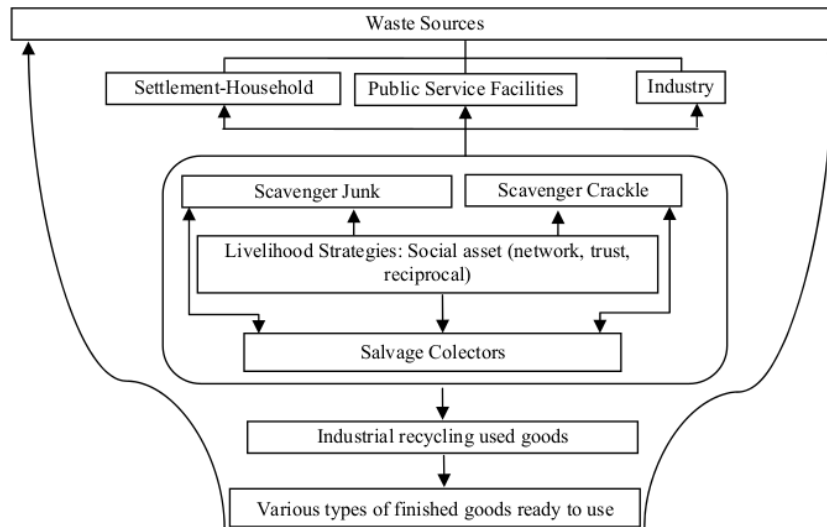 Waste Sources
Settlement-Household
Public Service Facilities
Industry
Scavenger Junk
Scavenger Crackle
Livelihood Strategies: Social asset (network, trust,
reciprocal)
Salvage Colectors
Industrial recycling used goods
Various types of finished goods ready to use